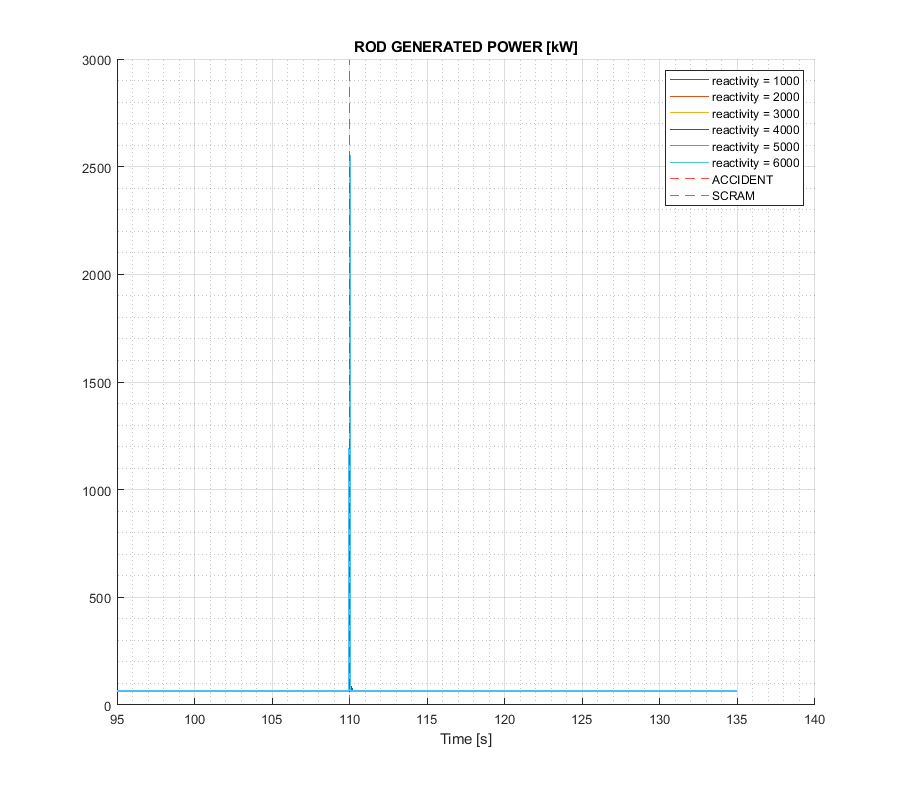 ROD GENERATED POWER [kW]
3000
2500
2000
1500
1000
500
0
reactivity = 1000
reactivity = 2000
reactivity = 3000
reactivity = 4000
reactivity = 5000
reactivity = 6000
ACCIDENT
SCRAM
95 100 105 110 115 120 125 130 135 140
Time [s]